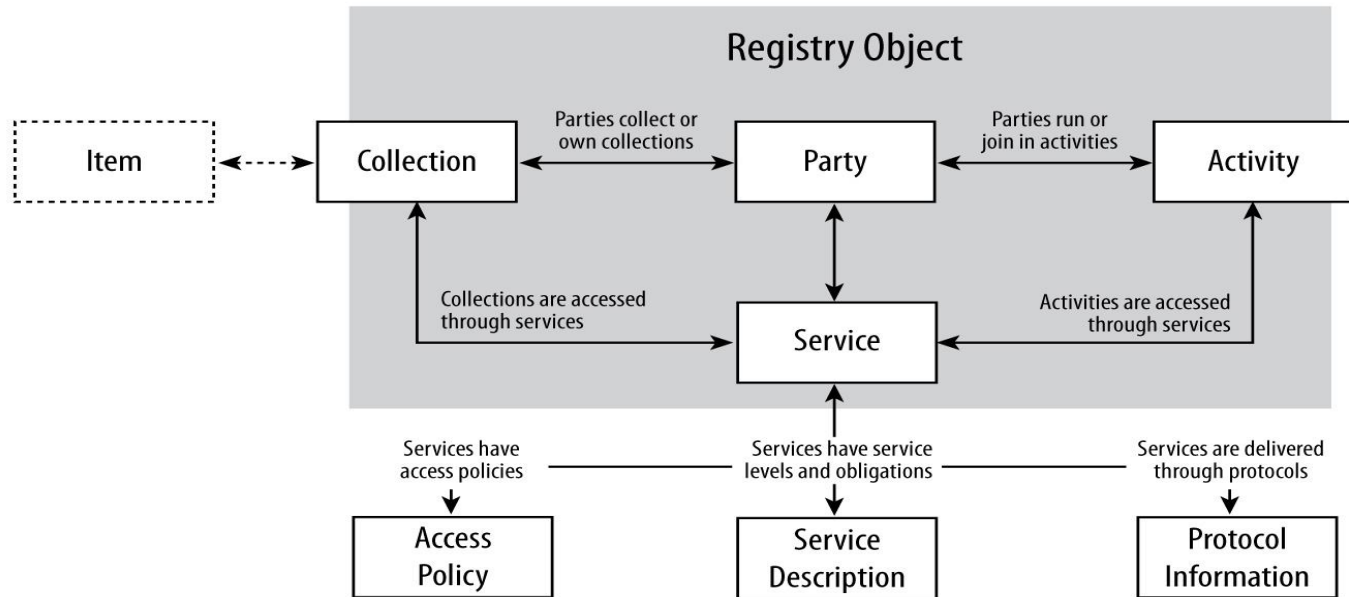 Registry Object
Parties collect or
own collections
Parties run or
join in activities
Item
Collection
Party
Activity
Collections are accessed
through services
Activities are accessed
through services
Service
Services have
access policies
Services have service
levels and obligations
Services are delivered
through protocols
Access
Policy
Service
Description
Protocol
Information